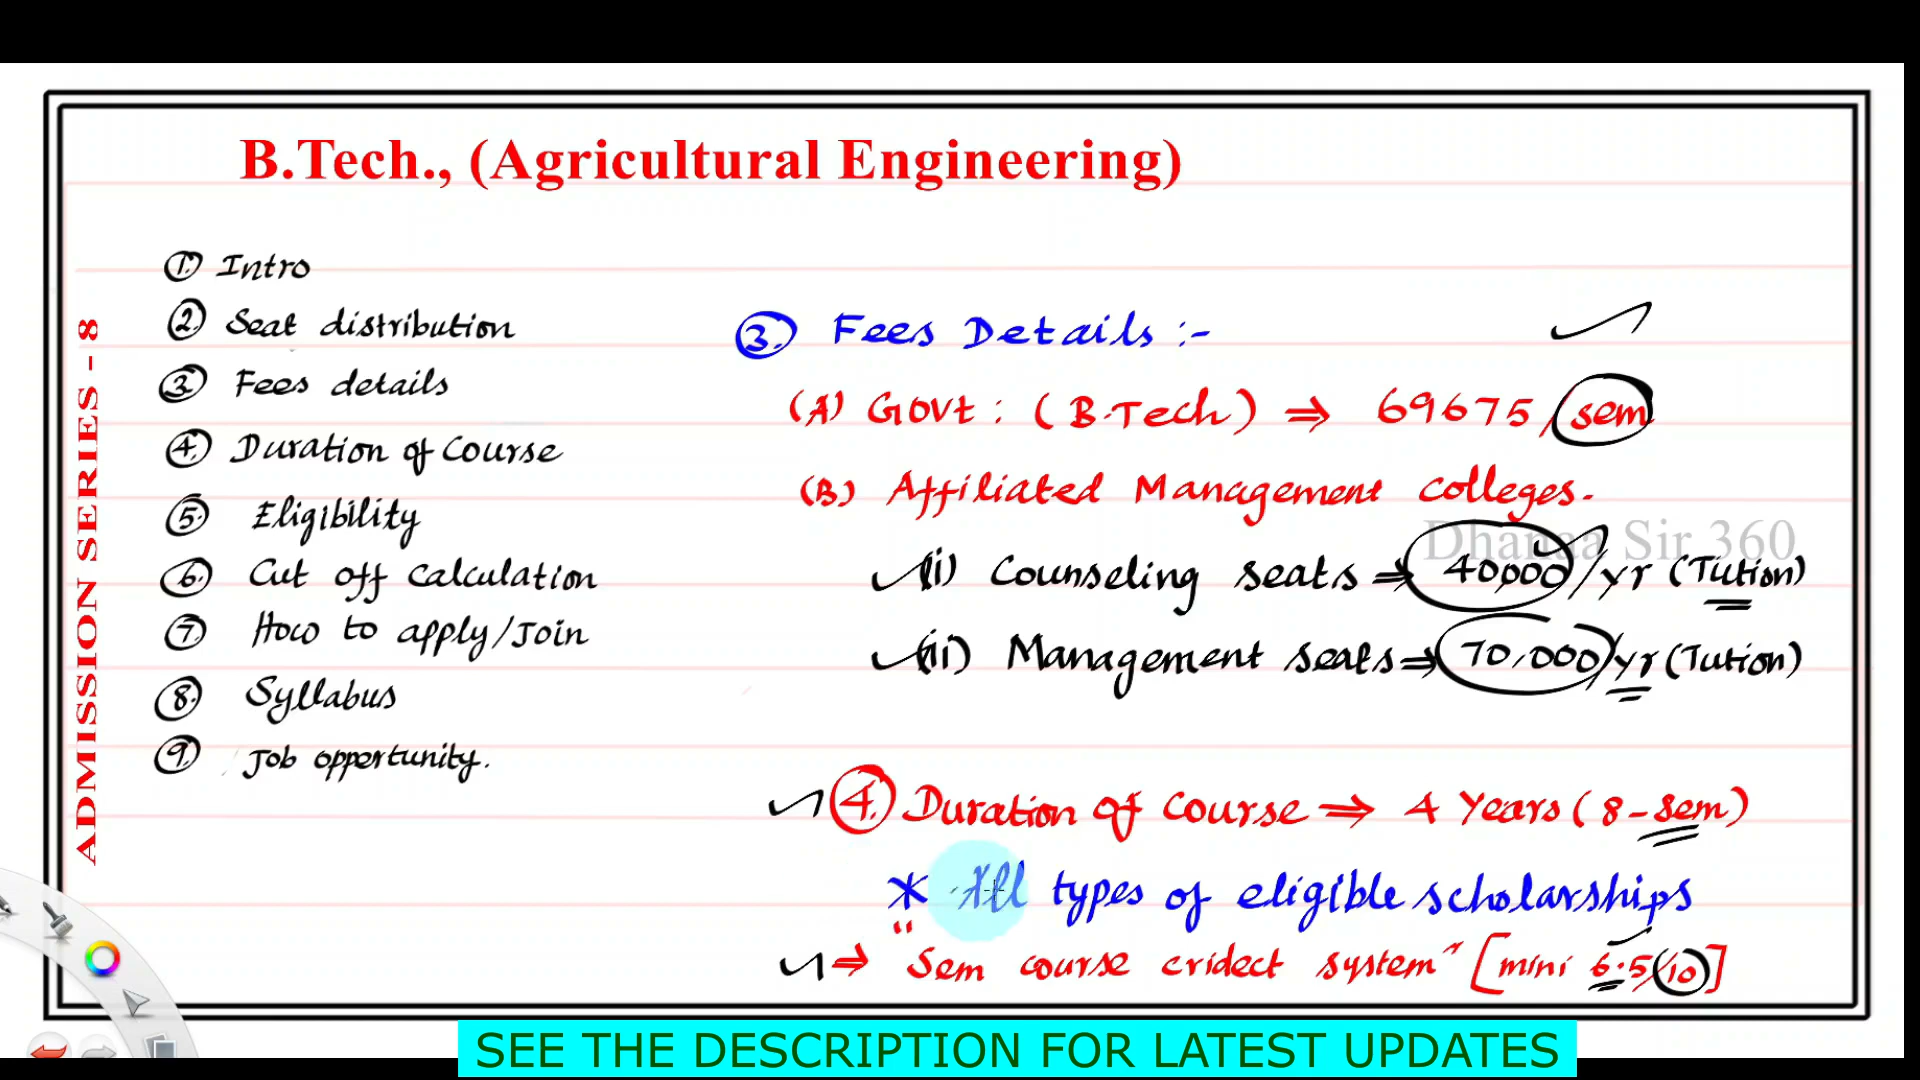 B.Tech., (Agricultural Engineering)
ADMISSION SERIES - 8
1. Intro
2. Seat distribution
3. Fees details
4. Duration of Course
5. Eligibility
6. Cut off calculation
7. How to apply/Join
8. Syllabus
9. Job opportunity.
3. Fees Details :-
(A) Govt : (B.Tech) ⇒ 69675/sem
(B) Affiliated Management colleges.
Dhanaa Sir 360
(i) Counseling seats ⇒ 40,000/yr (Tution)
(ii) Management seats ⇒ 70,000/yr (Tution)
4. Duration of Course ⇒ 4 Years (8-sem)
* All types of eligible scholarships
⇒ "Sem course cridect system" [mini 6.5/10]
SEE THE DESCRIPTION FOR LATEST UPDATES